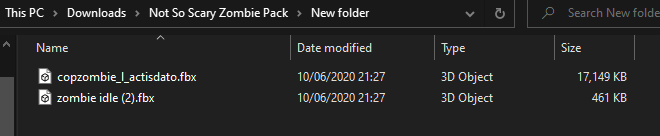 This PC > Downloads > Not So Scary Zombie Pack > New folder
Search New folde
Name Date modified Type Size
copzombie_l_actisdato.fbx 10/06/2020 21:27 3D Object 17,149 KB
zombie idle (2).fbx 10/06/2020 21:27 3D Object 461 KB